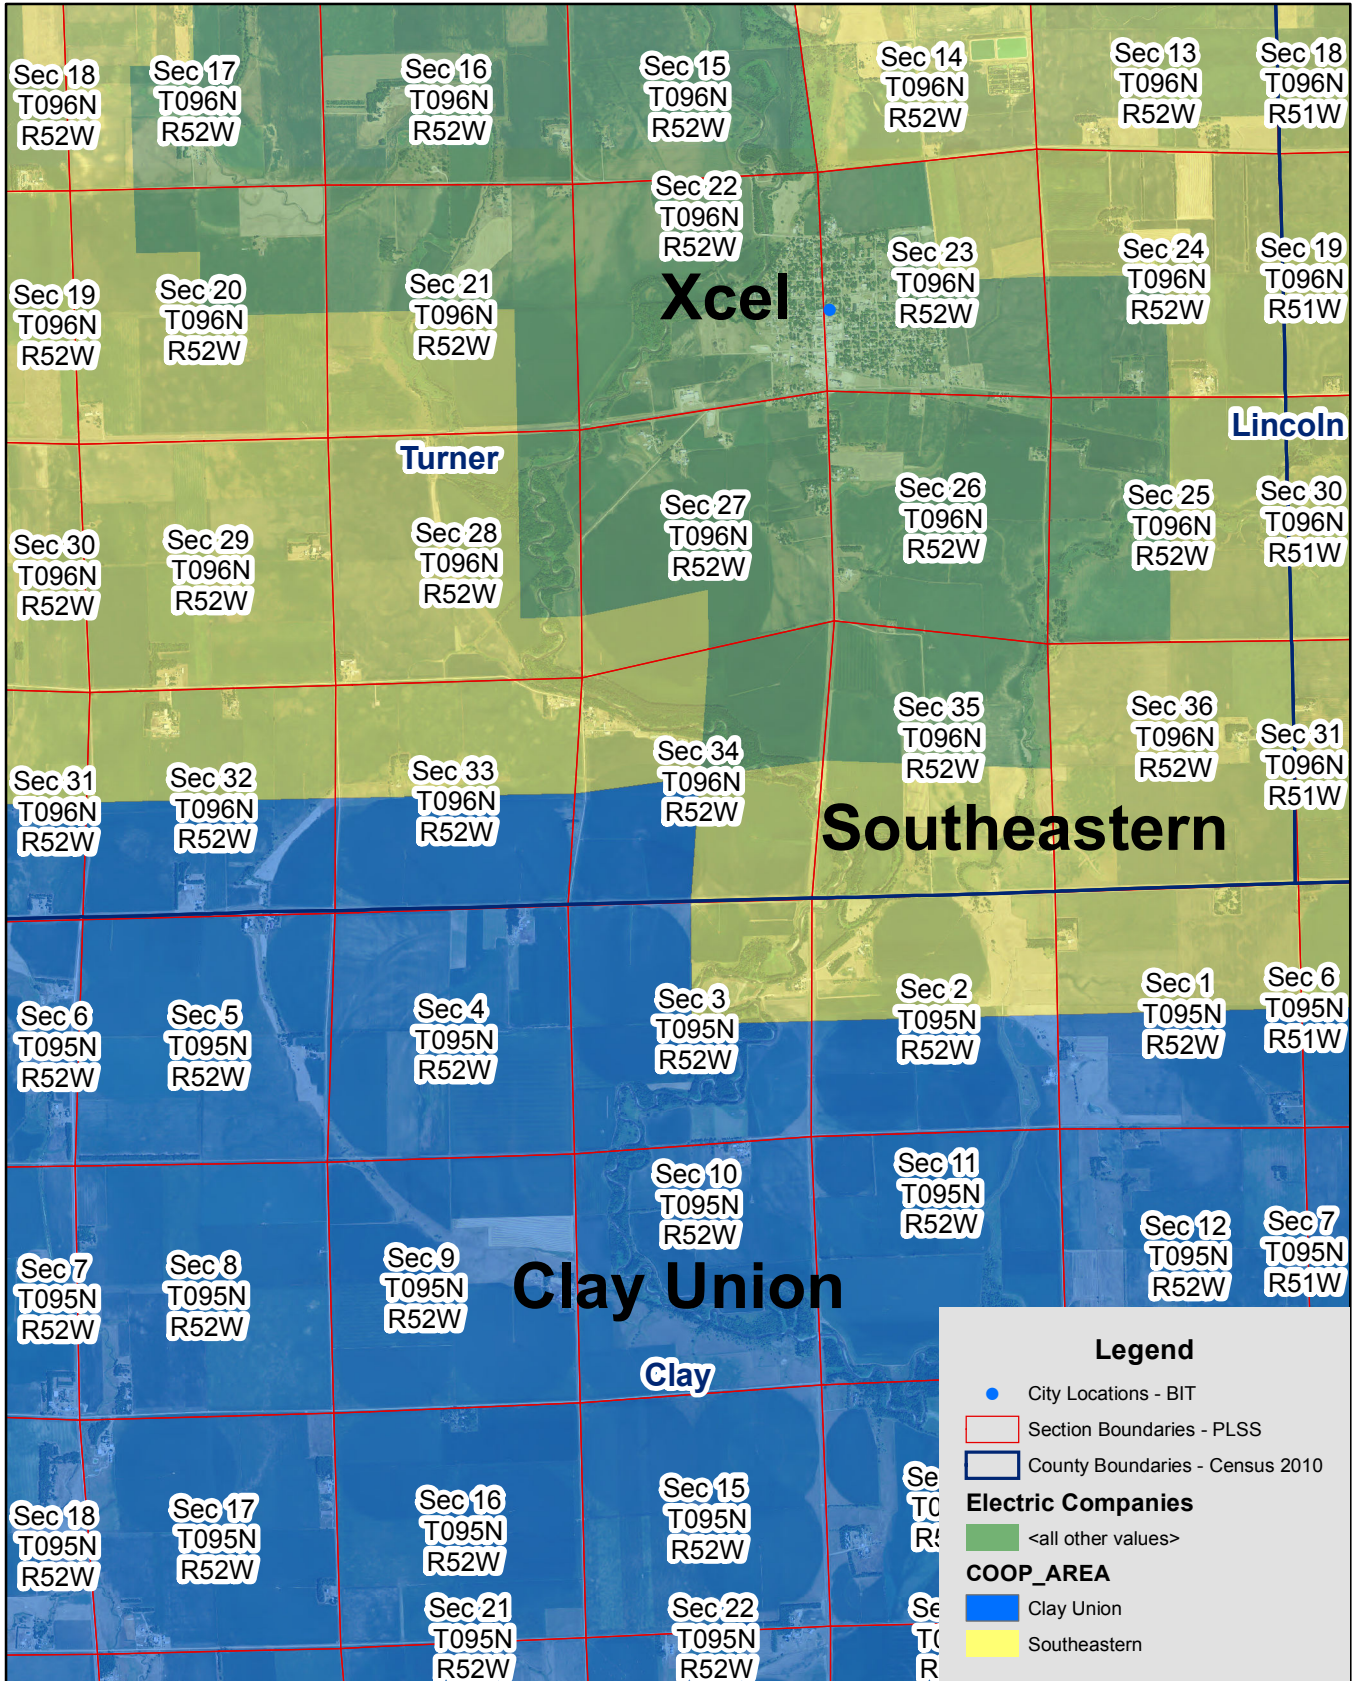 Sec 18
T096N
R52W
Sec 17
T096N
R52W
Sec 16
T096N
R52W
Sec 15
T096N
R52W
Sec 14
T096N
R52W
Sec 13
T096N
R52W
Sec 18
T096N
R51W
Sec 19
T096N
R52W
Sec 20
T096N
R52W
Sec 21
T096N
R52W
Sec 22
T096N
R52W
Xcel
Sec 23
T096N
R52W
Sec 24
T096N
R52W
Sec 19
T096N
R51W
Turner
Lincoln
Sec 30
T096N
R52W
Sec 29
T096N
R52W
Sec 28
T096N
R52W
Sec 27
T096N
R52W
Sec 26
T096N
R52W
Sec 25
T096N
R52W
Sec 30
T096N
R51W
Sec 31
T096N
R52W
Sec 32
T096N
R52W
Sec 33
T096N
R52W
Sec 34
T096N
R52W
Sec 35
T096N
R52W
Sec 36
T096N
R52W
Sec 31
T096N
R51W
Southeastern
Sec 6
T095N
R52W
Sec 5
T095N
R52W
Sec 4
T095N
R52W
Sec 3
T095N
R52W
Sec 2
T095N
R52W
Sec 1
T095N
R52W
Sec 6
T095N
R51W
Sec 7
T095N
R52W
Sec 8
T095N
R52W
Sec 9
T095N
R52W
Sec 10
T095N
R52W
Sec 11
T095N
R52W
Sec 12
T095N
R52W
Sec 7
T095N
R51W
Clay Union
Clay
Sec 18
T095N
R52W
Sec 17
T095N
R52W
Sec 16
T095N
R52W
Sec 15
T095N
R52W
Sec 21
T095N
R52W
Sec 22
T095N
R52W
Legend
City Locations - BIT
Section Boundaries - PLSS
County Boundaries - Census 2010
Electric Companies
<all other values>
COOP_AREA
Clay Union
Southeastern